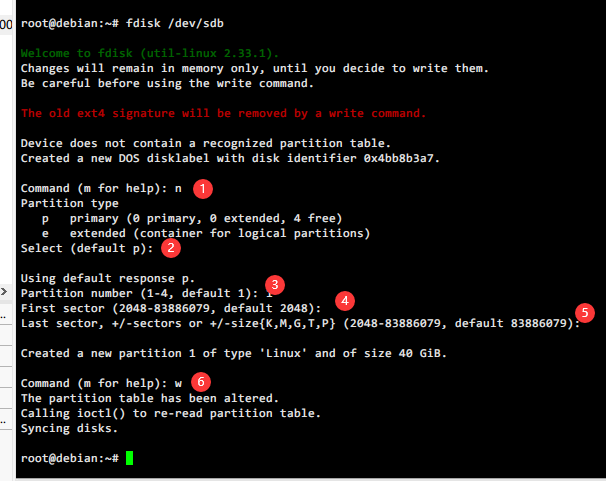 root@debian:~# fdisk /dev/sdb
Welcome to fdisk (util-linux 2.33.1).
Changes will remain in memory only, until you decide to write them.
Be careful before using the write command.
The old ext4 signature will be removed by a write command.
Device does not contain a recognized partition table.
Created a new DOS disklabel with disk identifier 0x4bb8b3a7.
Command (m for help): n 1
Partition type
p primary (0 primary, 0 extended, 4 free)
e extended (container for logical partitions)
Select (default p): 2
Using default response p.
Partition number (1-4, default 1): 1 3
First sector (2048-83886079, default 2048): 4
Last sector, +/-sectors or +/-size{K,M,G,T,P} (2048-83886079, default 83886079): 5
Created a new partition 1 of type 'Linux' and of size 40 GiB.
Command (m for help): w 6
The partition table has been altered.
Calling ioctl() to re-read partition table.
Syncing disks.
root@debian:~#